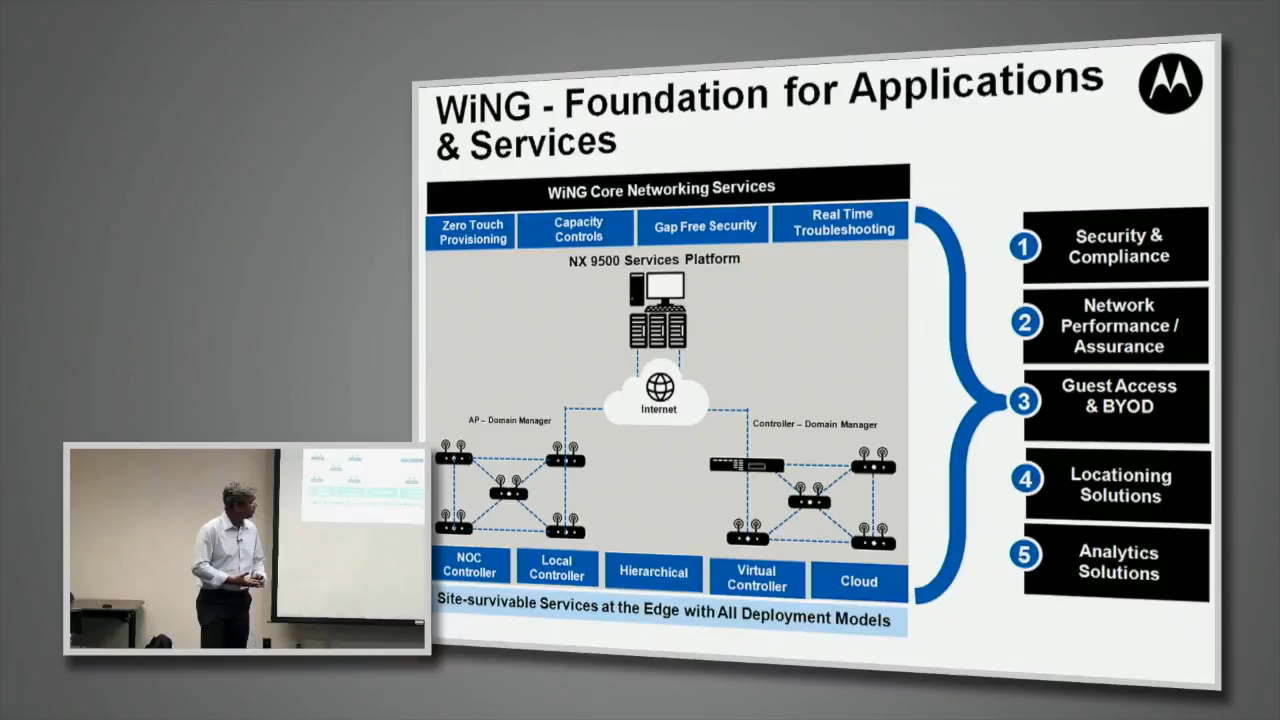 WiNG - Foundation for Applications
& Services
WiNG Core Networking Services
Zero Touch
Provisioning
Capacity
Controls
Gap Free Security
Real Time
Troubleshooting
NX 9500 Services Platform
Internet
AP – Domain Manager
Controller – Domain Manager
NOC
Controller
Local
Controller
Hierarchical
Virtual
Controller
Cloud
Site-survivable Services at the Edge with All Deployment Models
1
Security &
Compliance
2
Network
Performance /
Assurance
3
Guest Access
& BYOD
4
Locationing
Solutions
5
Analytics
Solutions